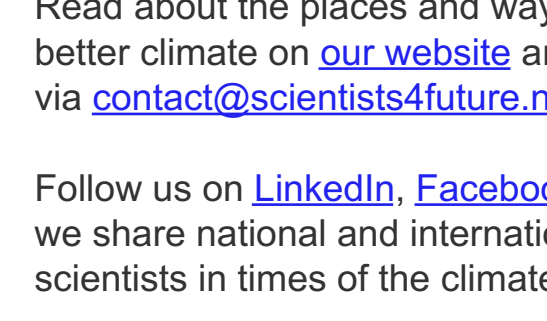 Read about the places and way
better climate on our website a
via contact@scientists4future.n
Follow us on LinkedIn, Facebo
we share national and internati
scientists in times of the climate